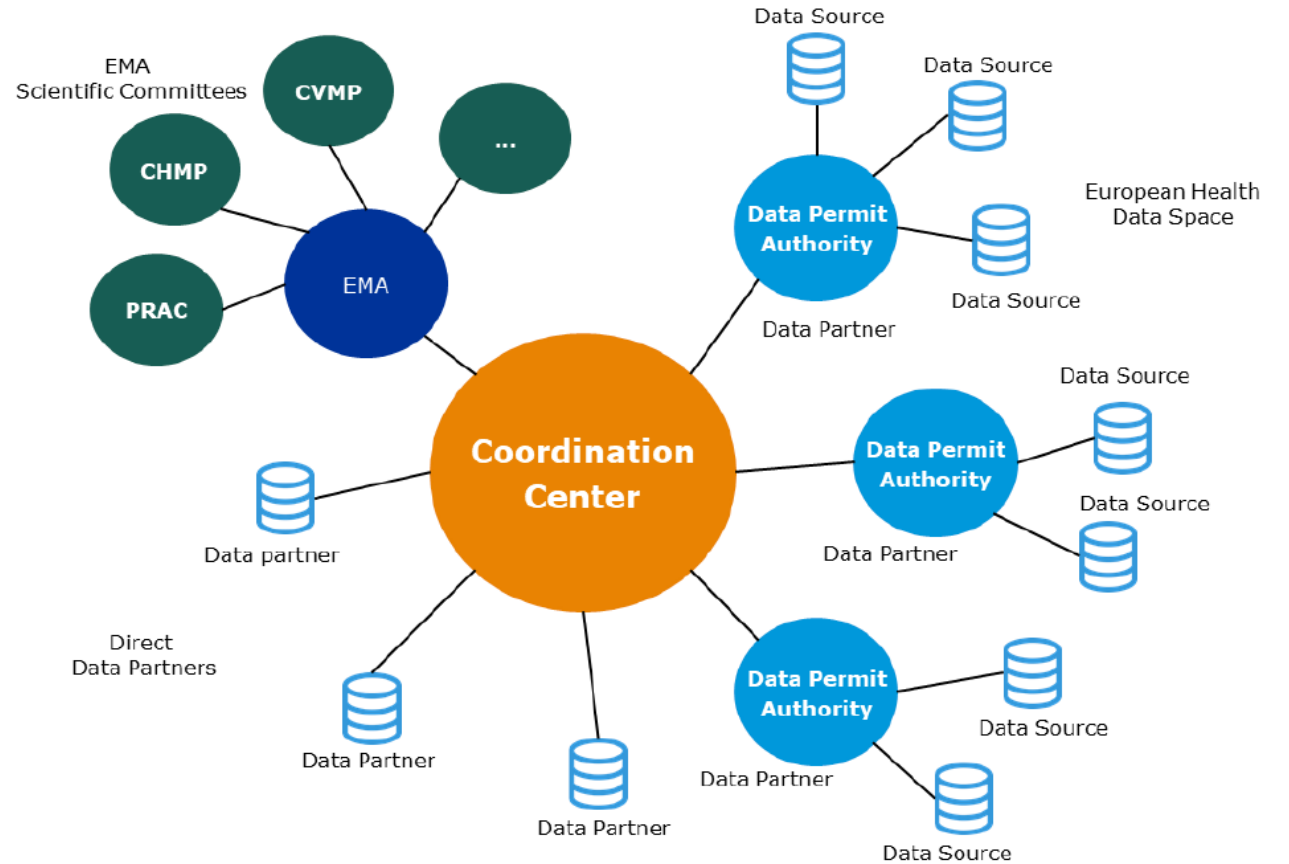 Data Source
EMA
Scientific Committees
CVMP
Data Source
...
CHMP
European Health
Data Space
Data Permit
Authority
EMA
Data Source
PRAC
Data Partner
Data Source
Coordination
Center
Data Permit
Authority
Data Source
Data partner
Data Partner
Direct
Data Partners
Data Permit
Authority
Data Source
Data Partner
Data Partner
Data Partner
Data Source